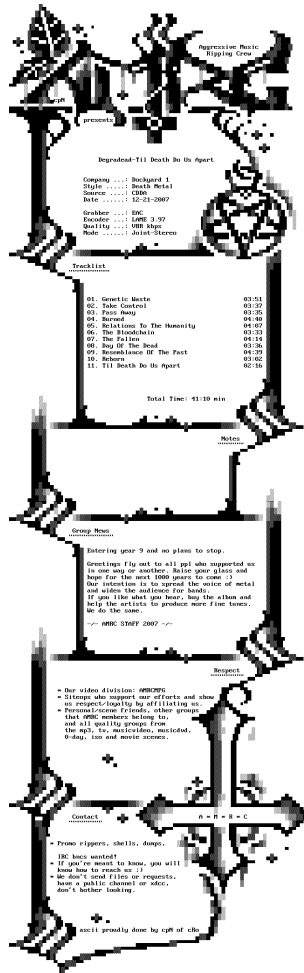 Aggressive Music
Ripping Crew
cpN
presents
Degradead-Til Death Do Us Apart
Company ...: Dockyard 1
Style .....: Death Metal
Source ....: CDDA
Date ......: 12-21-2007
Grabber ...: EAC
Encoder ...: LAME 3.97
Quality ...: VBR kbps
Mode ......: Joint-Stereo
Tracklist
01. Genetic Waste 03:51
02. Take Control 03:37
03. Pass Away 03:35
04. Burned 04:40
05. Relations To The Humanity 04:07
06. The Bloodchain 03:33
07. The Fallen 04:14
08. Day Of The Dead 03:36
09. Resemblance Of The Past 04:39
10. Reborn 03:02
11. Til Death Do Us Apart 02:16
Total Time: 41:10 min
Notes
Group News
Entering year 9 and no plans to stop.
Greetings fly out to all ppl who supported us
in one way or another. Raise your glass and
hope for the next 1000 years to come :)
Our intention is to spread the voice of metal
and widen the audience for bands.
If you like what you hear, buy the album and
help the artists to produce more fine tunes.
We do the same.
-/- AMRC STAFF 2007 -/-
Respect
* Our video division: AMRCMPG
* Siteops who support our efforts and show
us respect/loyalty by affiliating us.
* Personal/scene friends, other groups
that AMRC members belong to,
and all quality groups from
the mp3, tv, musicvideo, musicdvd,
0-day, iso and movie scenes.
A = M = R = C
Contact
* Promo rippers, shells, dumps,
IRC bncs wanted!
* If you're meant to know, you will
know how to reach us :)
* We don't send files or requests,
have a public channel or xdcc,
don't bother looking.
ascii proudly done by cpN of cRo